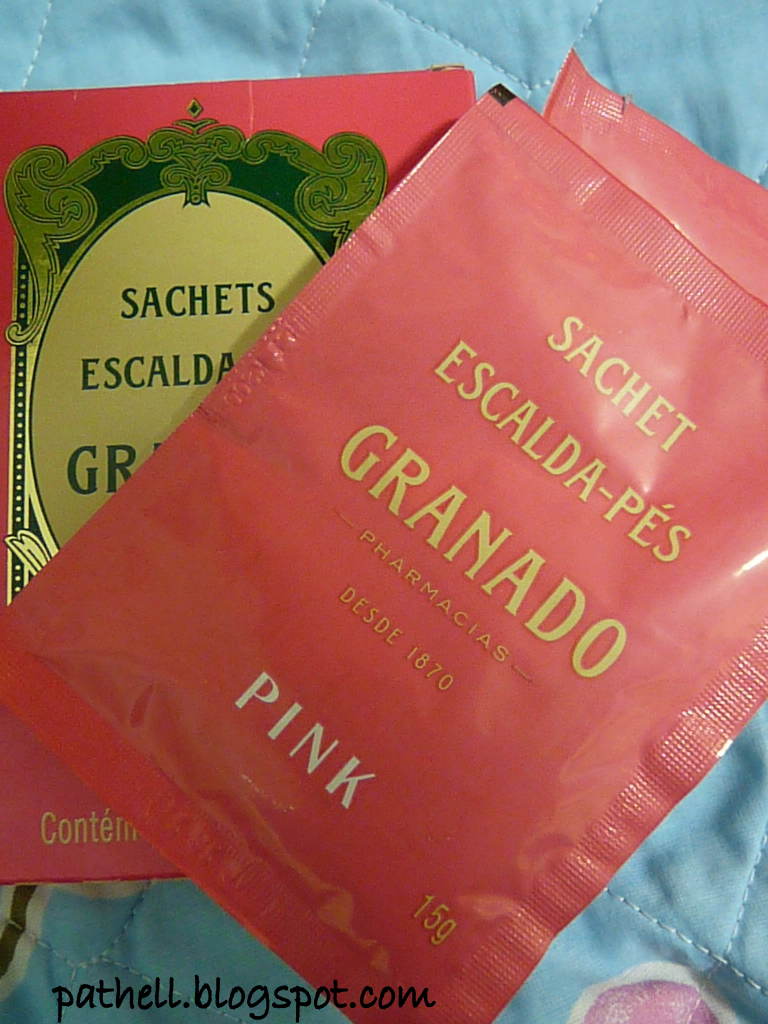 SACHETS
ESCALDA
GR
Contém
SACHET
ESCALDA-PÉS
GRANADO
PHARMACIAS
DESDE 1870
PINK
15g
pathell.blogspot.com